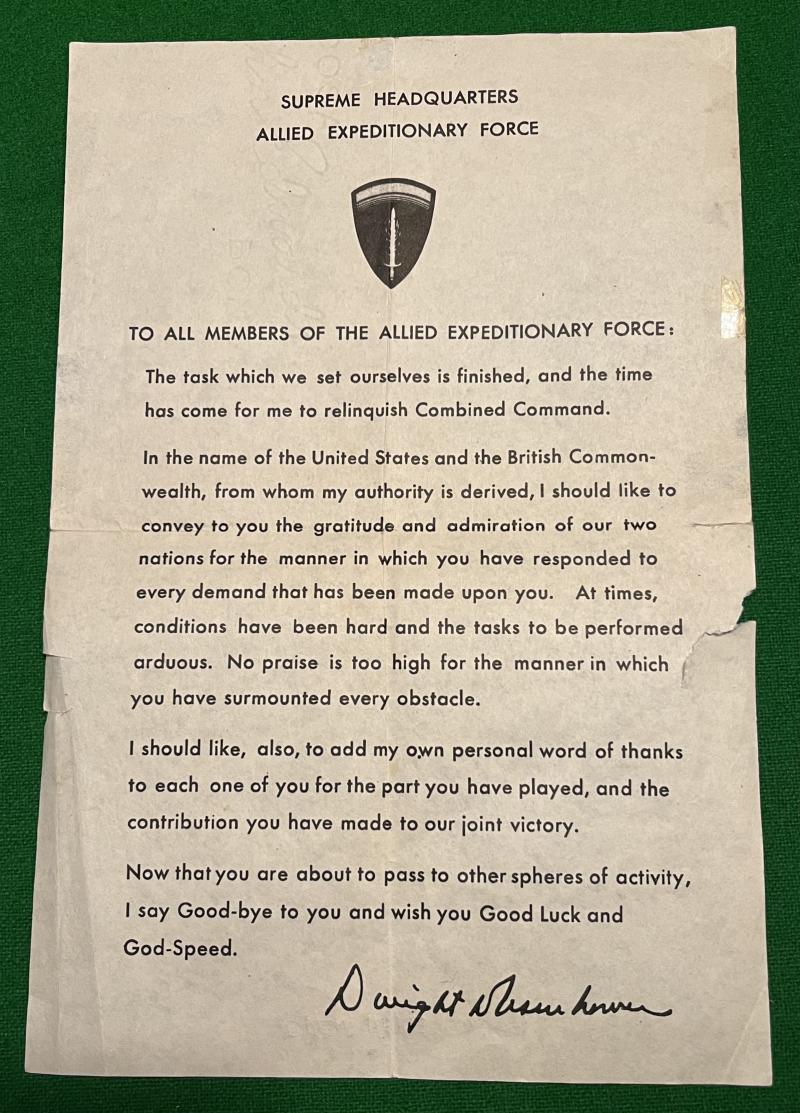 SUPREME HEADQUARTERS
ALLIED EXPEDITIONARY FORCE
TO ALL MEMBERS OF THE ALLIED EXPEDITIONARY FORCE:
The task which we set ourselves is finished, and the time
has come for me to relinquish Combined Command.
In the name of the United States and the British Common-
wealth, from whom my authority is derived, I should like to
convey to you the gratitude and admiration of our two
nations for the manner in which you have responded to
every demand that has been made upon you. At times,
conditions have been hard and the tasks to be performed
arduous. No praise is too high for the manner in which
you have surmounted every obstacle.
I should like, also, to add my own personal word of thanks
to each one of you for the part you have played, and the
contribution you have made to our joint victory.
Now that you are about to pass to other spheres of activity,
I say Good-bye to you and wish you Good Luck and
God-Speed.
Dwight D Eisenhower